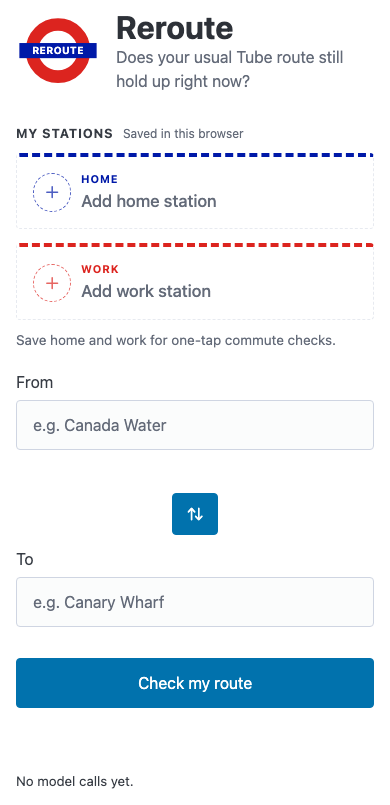 REROUTE
Reroute
Does your usual Tube route still
hold up right now?
MY STATIONS Saved in this browser
HOME
Add home station
WORK
Add work station
Save home and work for one-tap commute checks.
From
e.g. Canada Water
To
e.g. Canary Wharf
Check my route
No model calls yet.